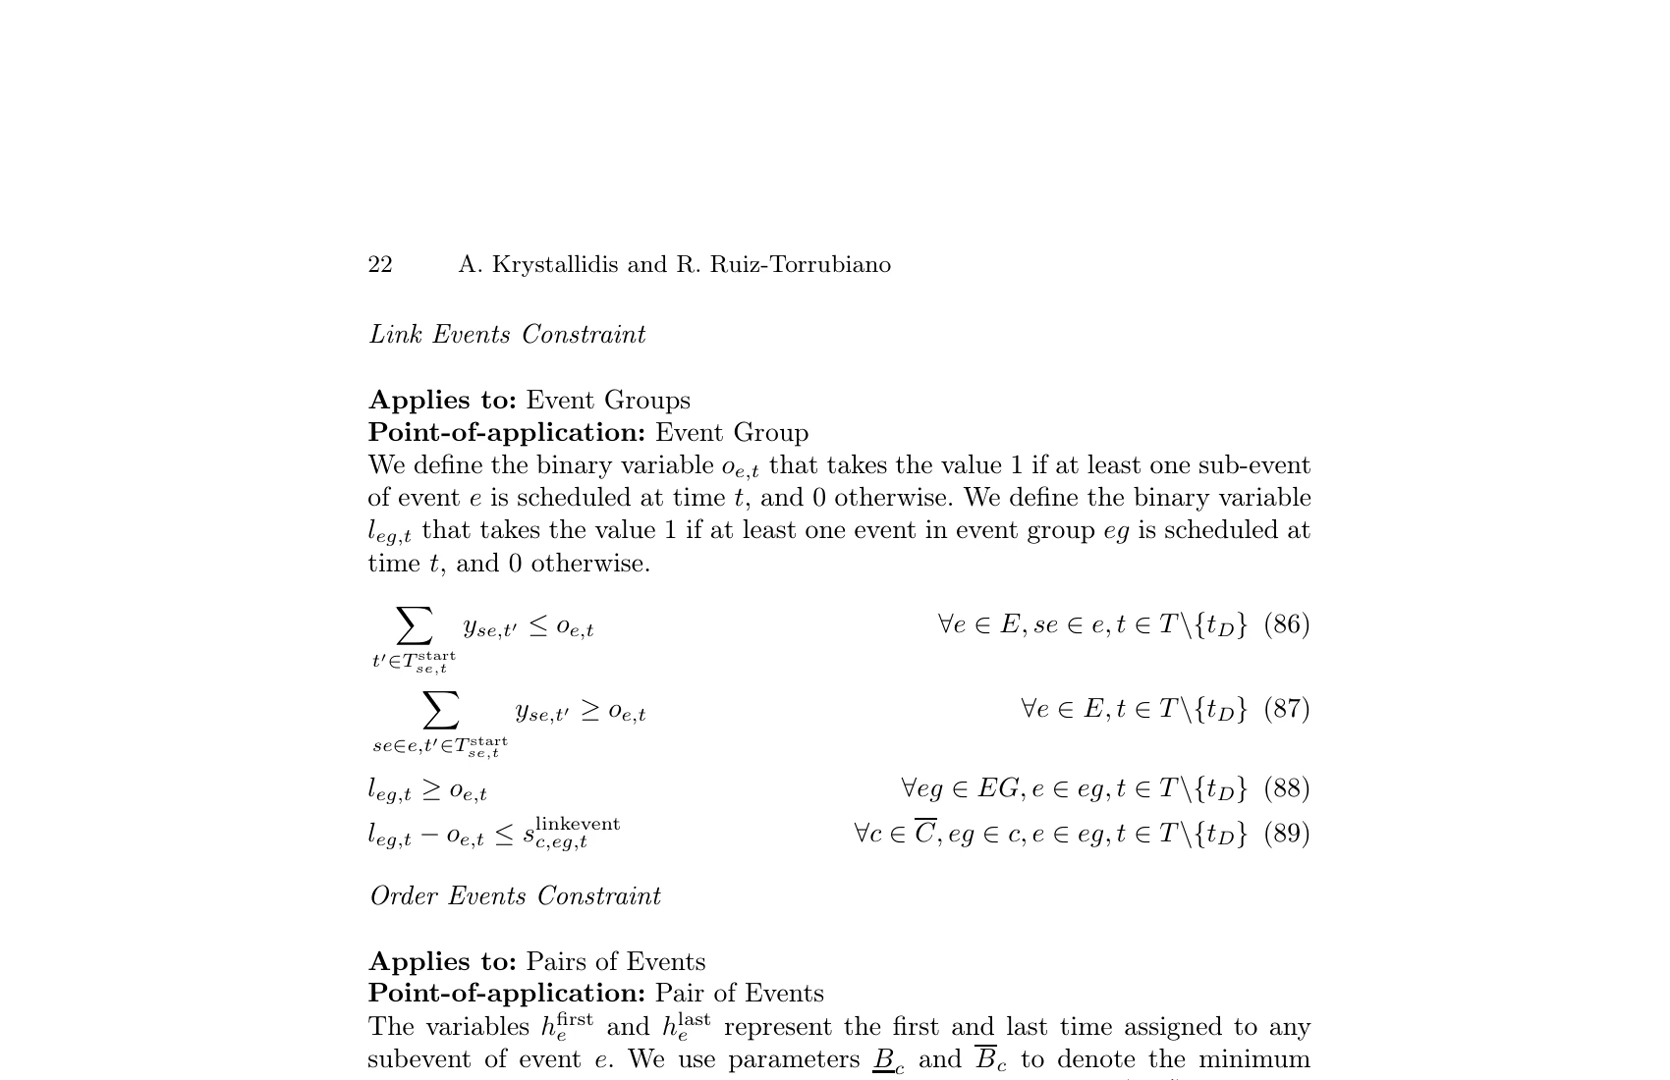 22 A. Krystallidis and R. Ruiz-Torrubiano
Link Events Constraint
Applies to: Event Groups
Point-of-application: Event Group
We define the binary variable o_{e,t} that takes the value 1 if at least one sub-event
of event e is scheduled at time t, and 0 otherwise. We define the binary variable
l_{eg,t} that takes the value 1 if at least one event in event group eg is scheduled at
time t, and 0 otherwise.
∑_{t′∈T^{start}_{se,t}} y_{se,t′} ≤ o_{e,t} ∀e ∈ E, se ∈ e, t ∈ T\{t_D} (86)
∑_{se∈e,t′∈T^{start}_{se,t}} y_{se,t′} ≥ o_{e,t} ∀e ∈ E, t ∈ T\{t_D} (87)
l_{eg,t} ≥ o_{e,t} ∀eg ∈ EG, e ∈ eg, t ∈ T\{t_D} (88)
l_{eg,t} − o_{e,t} ≤ s^{linkevent}_{c,eg,t} ∀c ∈ \overline{C}, eg ∈ c, e ∈ eg, t ∈ T\{t_D} (89)
Order Events Constraint
Applies to: Pairs of Events
Point-of-application: Pair of Events
The variables h_e^{first} and h_e^{last} represent the first and last time assigned to any
subevent of event e. We use parameters \underline{B}_c and \overline{B}_c to denote the minimum